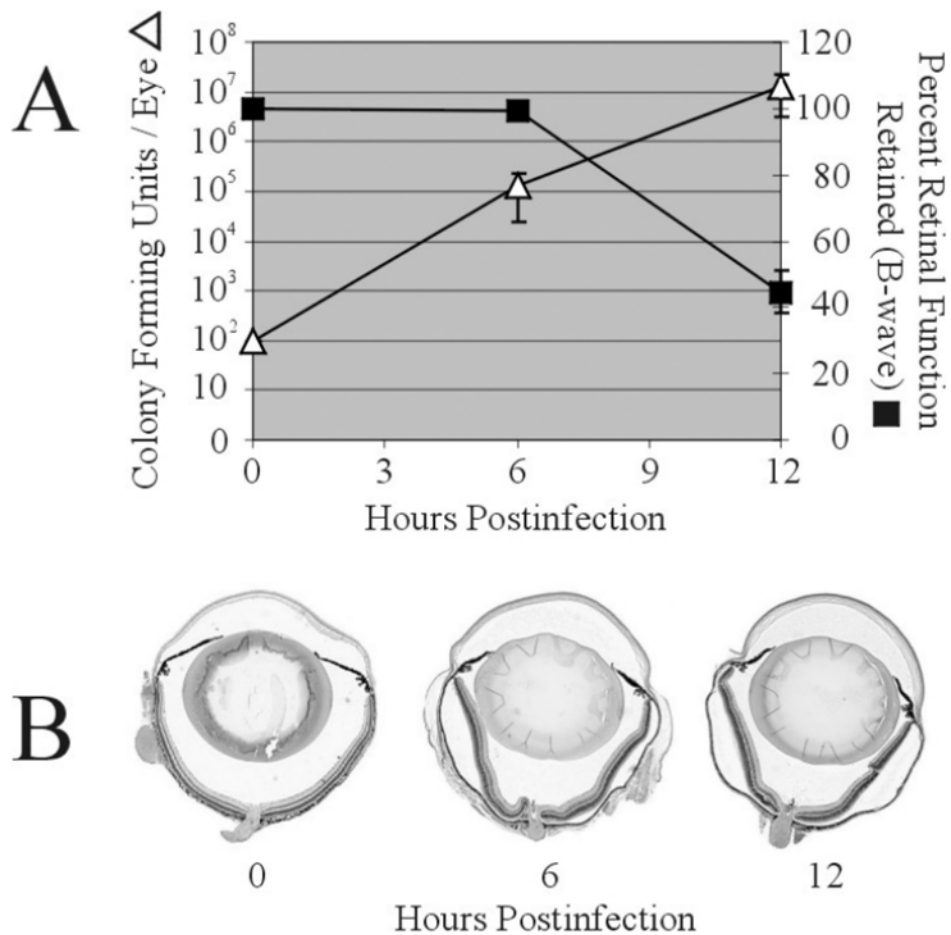 A
Colony Forming Units / Eye
10^8
10^7
10^6
10^5
10^4
10^3
10^2
10
0
120
100
80
60
40
20
0
Percent Retinal Function
Retained (B-wave)
0 3 6 9 12
Hours Postinfection
B
0 6 12
Hours Postinfection